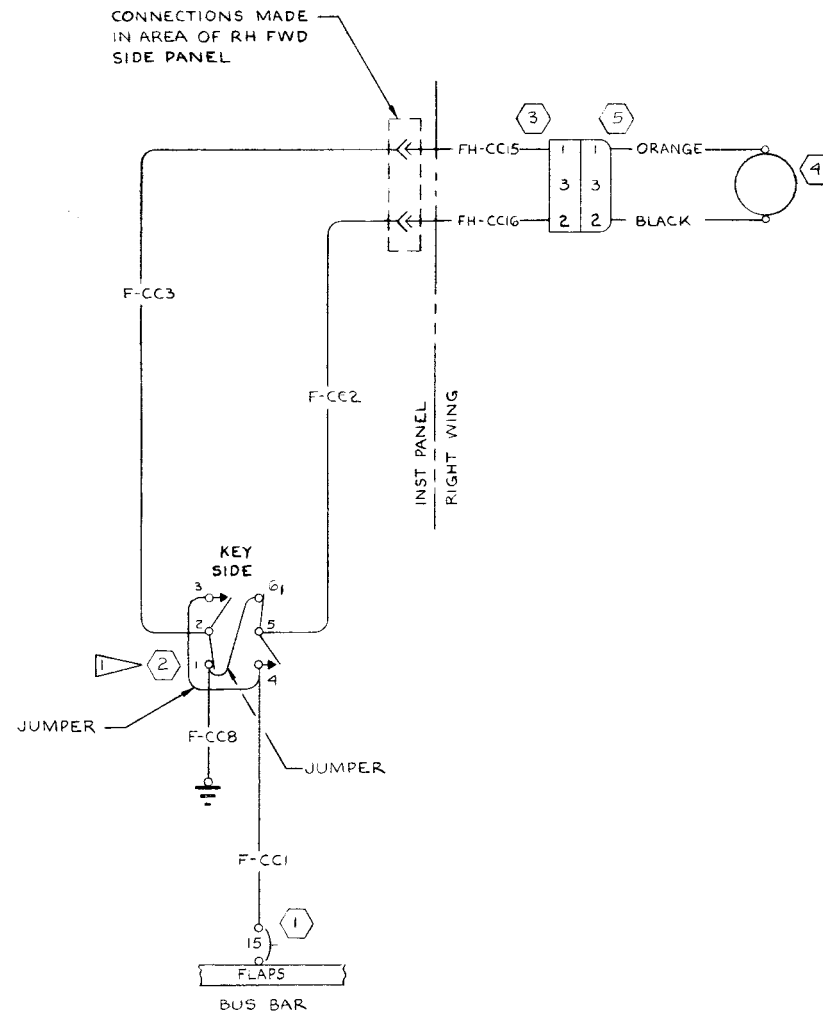 CONNECTIONS MADE
IN AREA OF RH FWD
SIDE PANEL
3
5
FH-CC15
1
1
ORANGE
4
3
3
FH-CC16
2
2
BLACK
F-CC3
F-CC2
INST PANEL
RIGHT WING
KEY
SIDE
3
6
2
5
1
2
1
4
JUMPER
F-CC8
JUMPER
F-CC1
1
15
FLAPS
BUS BAR